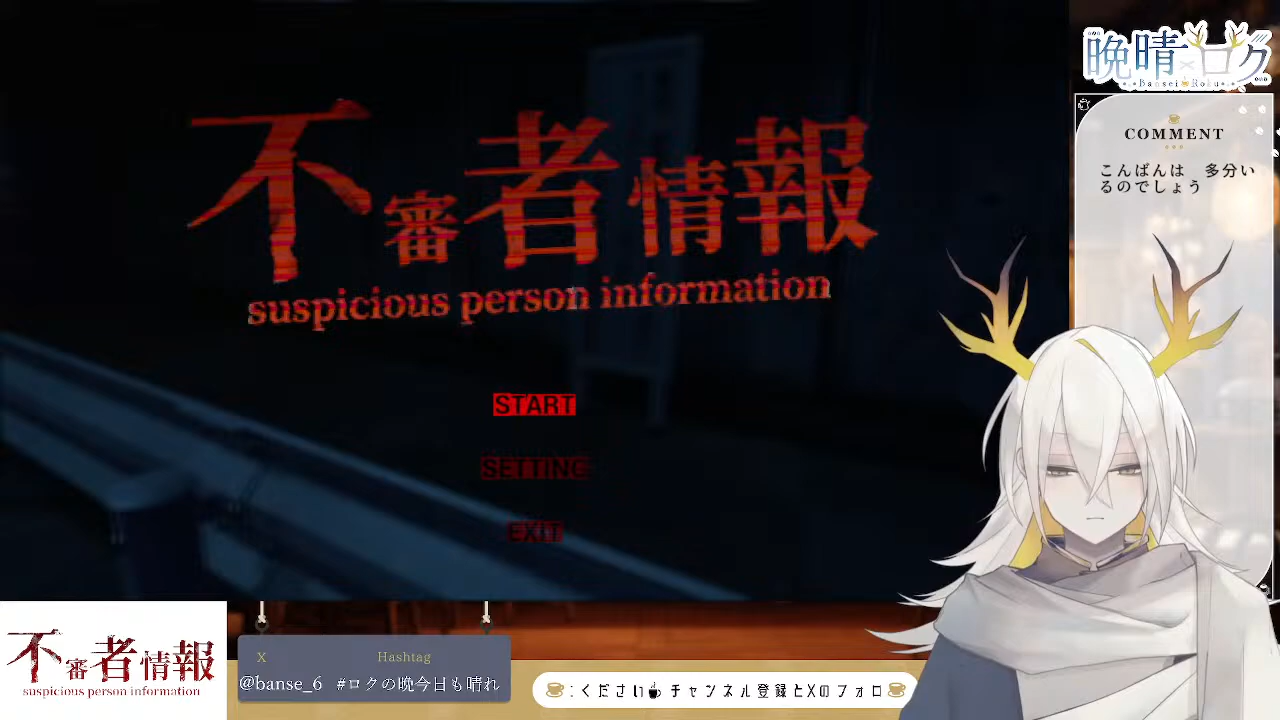 不審者情報
suspicious person information
START
SETTING
EXIT
晩晴ロク
Bansei Roku
COMMENT
こんばんは 多分い
るのでしょう
不審者情報
suspicious person information
X Hashtag
@banse_6 #ロクの晩今日も晴れ
:ください チャンネル登録とXのフォロ